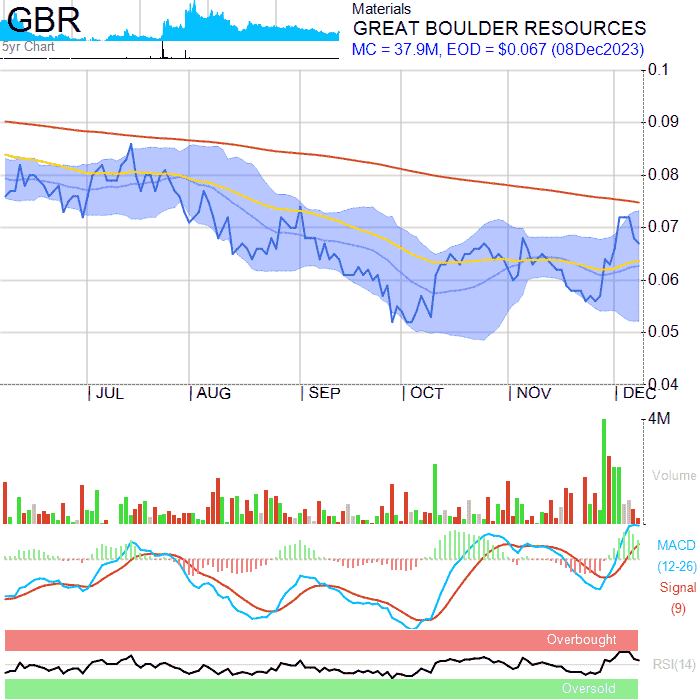 GBR
5yr Chart
Materials
GREAT BOULDER RESOURCES
MC = 37.9M, EOD = $0.067 (08Dec2023)
0.1
0.09
0.08
0.07
0.06
0.05
0.04
JUL AUG SEP OCT NOV DEC
4M
Volume
MACD
(12-26)
Signal
(9)
Overbought
RSI(14)
Oversold